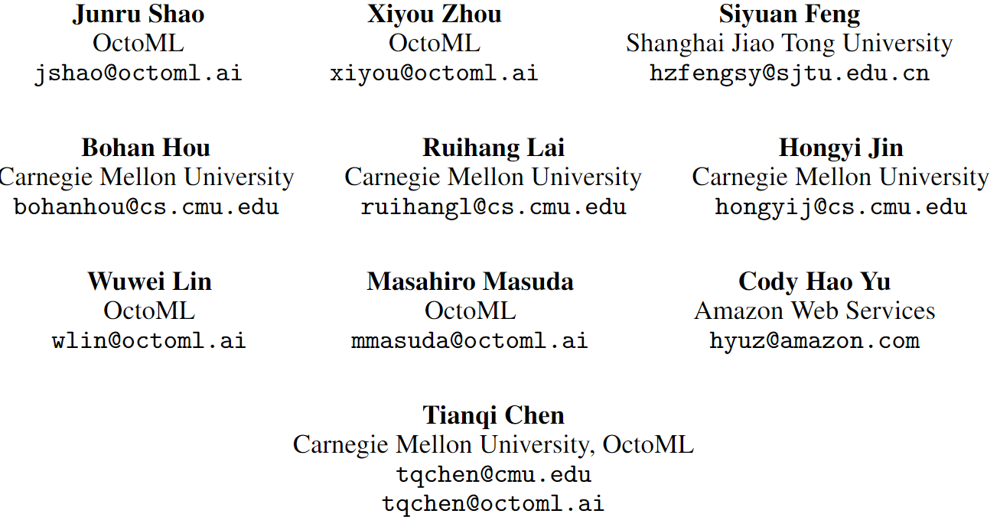 Junru Shao
OctoML
jshao@octoml.ai
Xiyou Zhou
OctoML
xiyou@octoml.ai
Siyuan Feng
Shanghai Jiao Tong University
hzfengsy@sjtu.edu.cn
Bohan Hou
Carnegie Mellon University
bohanhou@cs.cmu.edu
Ruihang Lai
Carnegie Mellon University
ruihangl@cs.cmu.edu
Hongyi Jin
Carnegie Mellon University
hongyij@cs.cmu.edu
Wuwei Lin
OctoML
wlin@octoml.ai
Masahiro Masuda
OctoML
mmasuda@octoml.ai
Cody Hao Yu
Amazon Web Services
hyuz@amazon.com
Tianqi Chen
Carnegie Mellon University, OctoML
tqchen@cmu.edu
tqchen@octoml.ai